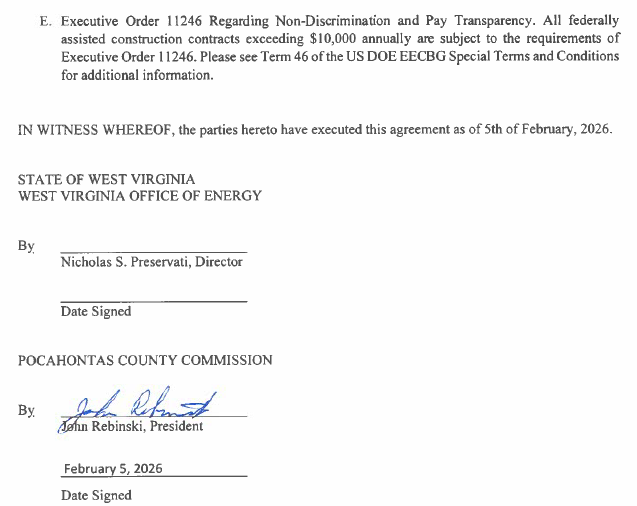 E. Executive Order 11246 Regarding Non-Discrimination and Pay Transparency. All federally
assisted construction contracts exceeding $10,000 annually are subject to the requirements of
Executive Order 11246. Please see Term 46 of the US DOE EECBG Special Terms and Conditions
for additional information.
IN WITNESS WHEREOF, the parties hereto have executed this agreement as of 5th of February, 2026.
STATE OF WEST VIRGINIA
WEST VIRGINIA OFFICE OF ENERGY
By
Nicholas S. Preservati, Director
Date Signed
POCAHONTAS COUNTY COMMISSION
By John Rebinski
John Rebinski, President
February 5, 2026
Date Signed